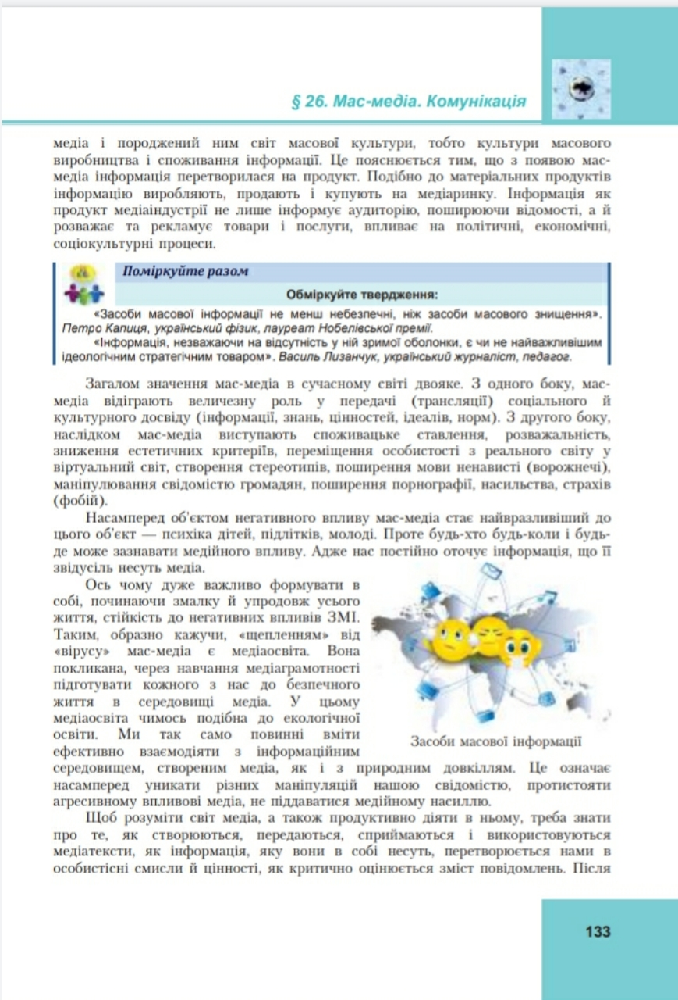 § 26. Мас-медіа. Комунікація
медіа і породжений ним світ масової культури, тобто культури масового
виробництва і споживання інформації. Це пояснюється тим, що з появою мас-
медіа інформація перетворилася на продукт. Подібно до матеріальних продуктів
інформацію виробляють, продають і купують на медіаринку. Інформація як
продукт медіаіндустрії не лише інформує аудиторію, поширюючи відомості, а й
розважає та рекламує товари і послуги, впливає на політичні, економічні,
соціокультурні процеси.
Поміркуйте разом
Обміркуйте твердження:
«Засоби масової інформації не менш небезпечні, ніж засоби масового знищення».
Петро Капиця, український фізик, лауреат Нобелівської премії.
«Інформація, незважаючи на відсутність у ній зримої оболонки, є чи не найважливішим
ідеологічним стратегічним товаром». Василь Лизанчук, український журналіст, педагог.
Загалом значення мас-медіа в сучасному світі двояке. З одного боку, мас-
медіа відіграють величезну роль у передачі (трансляції) соціального й
культурного досвіду (інформації, знань, цінностей, ідеалів, норм). З другого боку,
наслідком мас-медіа виступають споживацьке ставлення, розважальність,
зниження естетичних критеріїв, переміщення особистості з реального світу у
віртуальний світ, створення стереотипів, поширення мови ненависті (ворожнечі),
маніпулювання свідомістю громадян, поширення порнографії, насильства, страхів
(фобій).
Насамперед об’єктом негативного впливу мас-медіа стає найвразливіший до
цього об’єкт — психіка дітей, підлітків, молоді. Проте будь-хто будь-коли і будь-
де може зазнавати медійного впливу. Адже нас постійно оточує інформація, що її
звідусіль несуть медіа.
Ось чому дуже важливо формувати в
собі, починаючи змалку й упродовж усього
життя, стійкість до негативних впливів ЗМІ.
Таким, образно кажучи, «щепленням» від
«вірусу» мас-медіа є медіаосвіта. Вона
покликана, через навчання медіаграмотності
підготувати кожного з нас до безпечного
життя в середовищі медіа. У цьому
медіаосвіта чимось подібна до екологічної
освіти. Ми так само повинні вміти
ефективно взаємодіяти з інформаційним
Засоби масової інформації
середовищем, створеним медіа, як і з природним довкіллям. Це означає
насамперед уникати різних маніпуляцій нашою свідомістю, протистояти
агресивному впливові медіа, не піддаватися медійному насиллю.
Щоб розуміти світ медіа, а також продуктивно діяти в ньому, треба знати
про те, як створюються, передаються, сприймаються і використовуються
медіатексти, як інформація, яку вони в собі несуть, перетворюється нами в
особистісні смисли й цінності, як критично оцінюється зміст повідомлень. Після
133